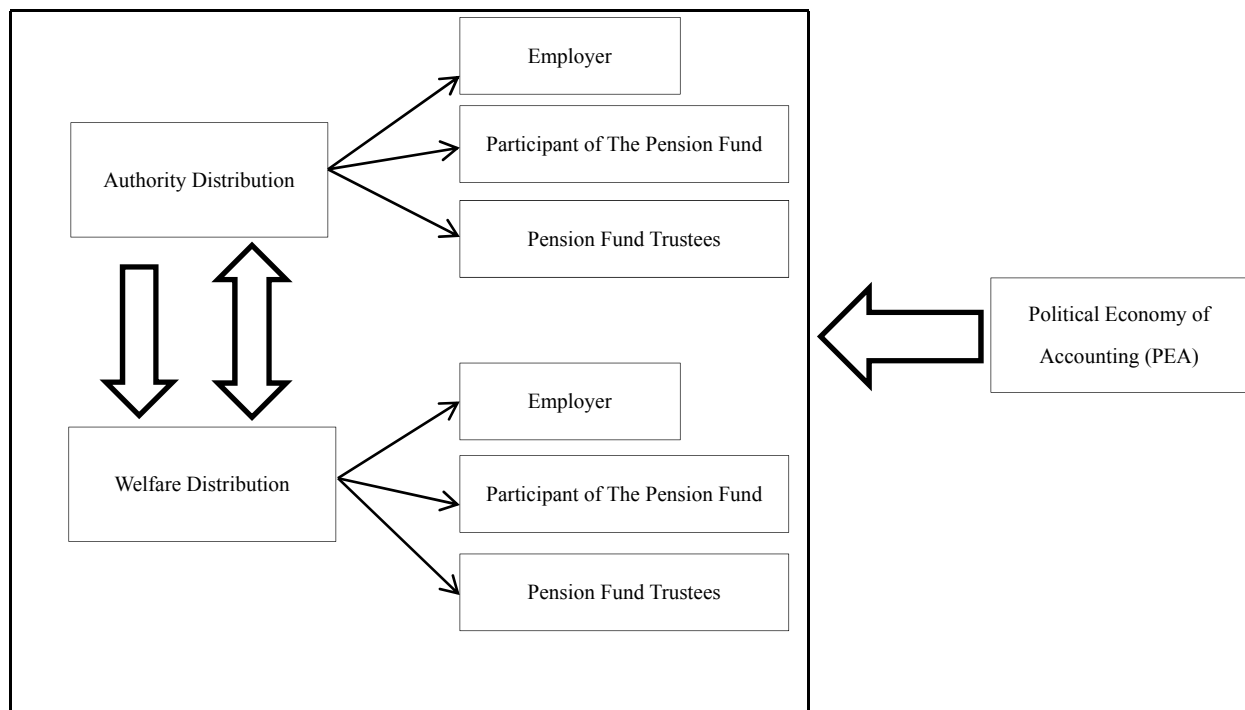 Employer
Participant of The Pension Fund
Authority Distribution
Pension Fund Trustees
Political Economy of
Accounting (PEA)
Employer
Welfare Distribution
Participant of The Pension Fund
Pension Fund Trustees